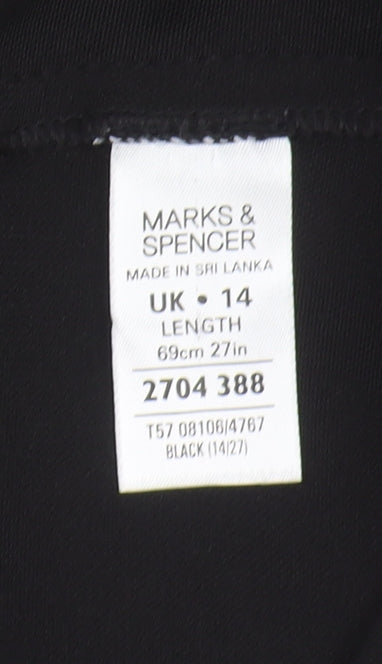 MARKS &
SPENCER
MADE IN SRI LANKA
UK • 14
LENGTH
69cm 27in
2704 388
T57 08106/4767
BLACK (14/27)